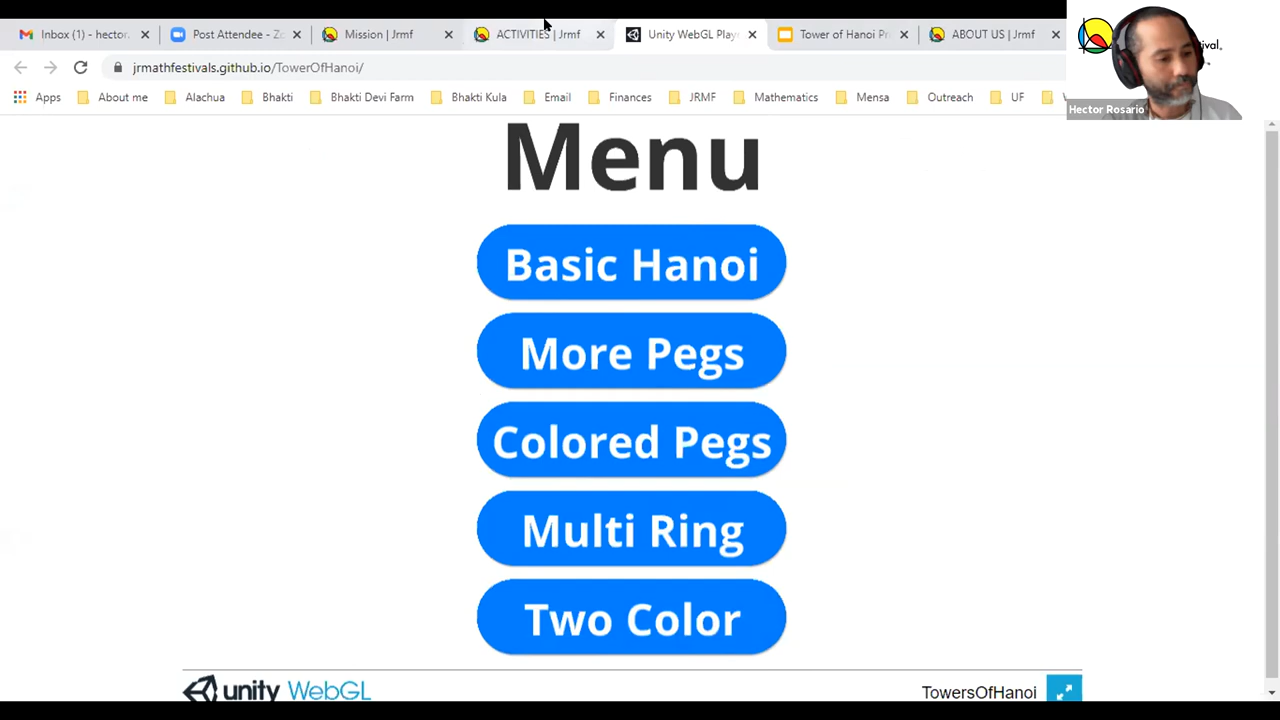 Inbox (1) - hector.
Post Attendee - Zo
Mission | Jrmf
ACTIVITIES | Jrmf
Unity WebGL Play
Tower of Hanoi Pr
ABOUT US | Jrmf
jrmathfestivals.github.io/TowerOfHanoi/
Apps
About me
Alachua
Bhakti
Bhakti Devi Farm
Bhakti Kula
Email
Finances
JRMF
Mathematics
Mensa
Outreach
UF
Hector Rosario
Menu
Basic Hanoi
More Pegs
Colored Pegs
Multi Ring
Two Color
unity WebGL
TowersOfHanoi